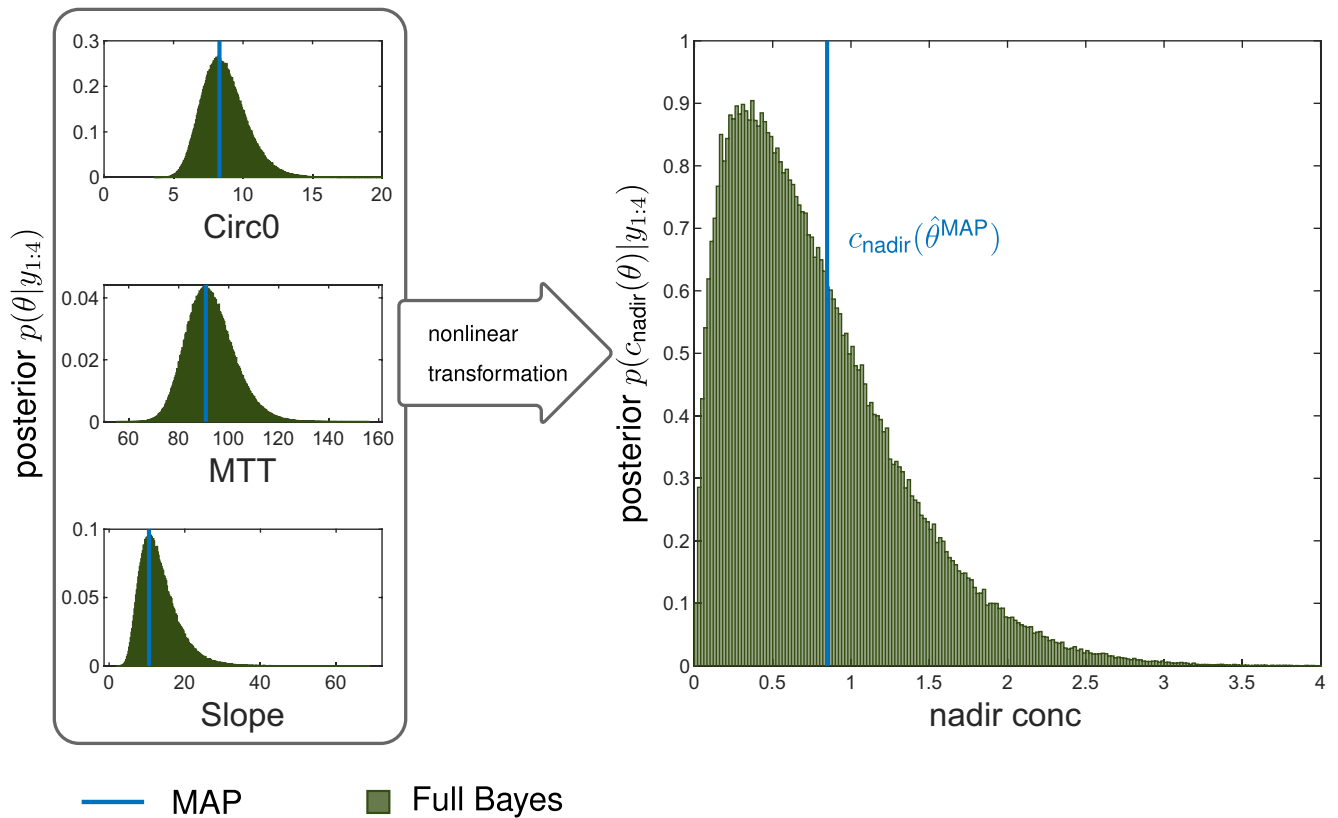 posterior p(θ|y1:4)
0.3
0.2
0.1
0
0 5 10 15 20
Circ0
0.04
0.02
0
60 80 100 120 140 160
MTT
0.1
0.05
0
0 20 40 60
Slope
nonlinear
transformation
posterior p(c_nadir(θ)|y1:4)
1
0.9
0.8
0.7
0.6
0.5
0.4
0.3
0.2
0.1
0
0 0.5 1 1.5 2 2.5 3 3.5 4
nadir conc
c_nadir(θ̂^MAP)
MAP Full Bayes